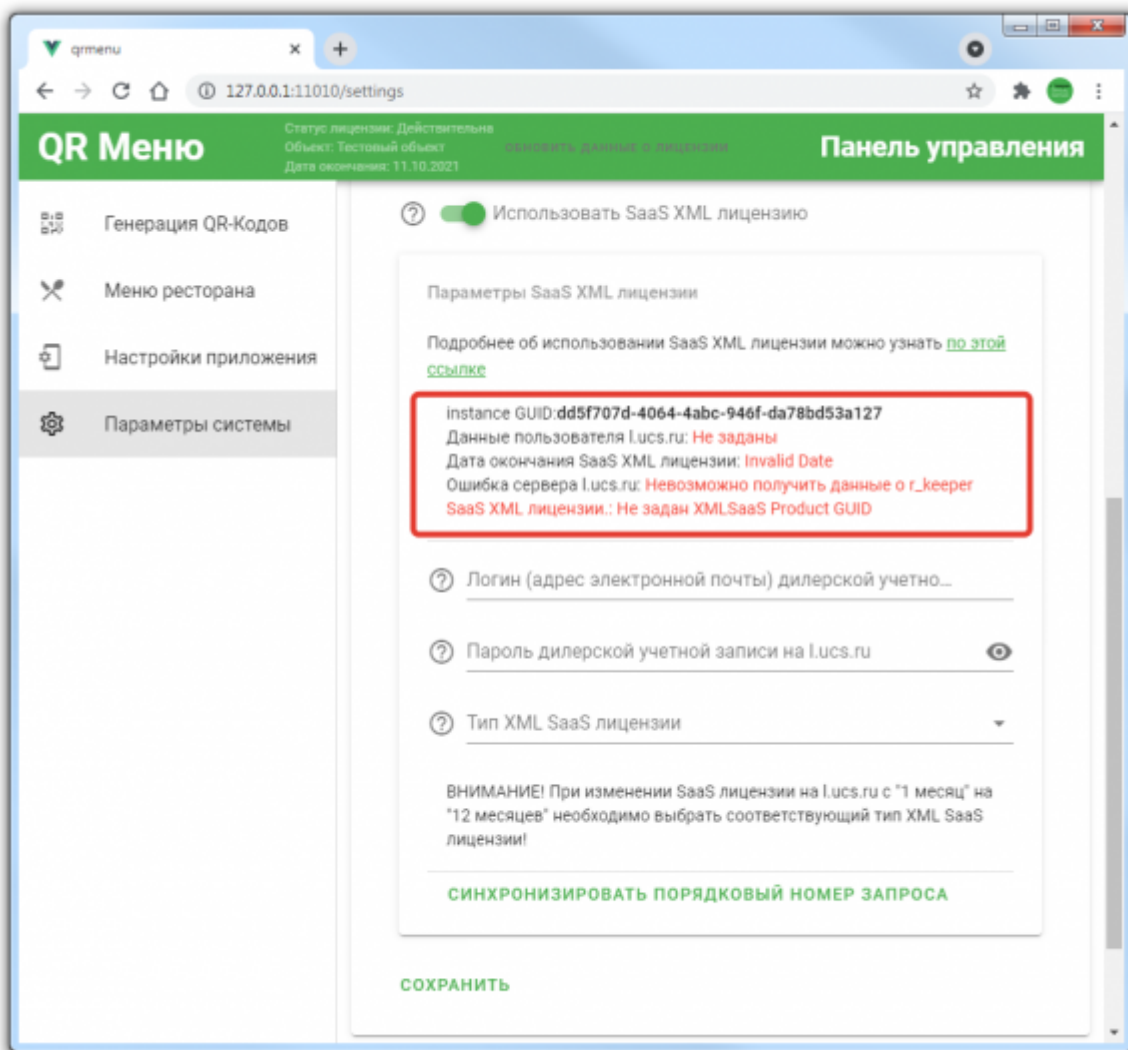 qrmenu
127.0.0.1:11010/settings
QR Меню
Статус лицензии: Действительна
Объект: Тестовый объект
Дата окончания: 11.10.2021
ОБНОВИТЬ ДАННЫЕ О ЛИЦЕНЗИИ
Панель управления
Генерация QR-Кодов
Меню ресторана
Настройки приложения
Параметры системы
Использовать SaaS XML лицензию
Параметры SaaS XML лицензии
Подробнее об использовании SaaS XML лицензии можно узнать по этой
ссылке
instance GUID:dd5f707d-4064-4abc-946f-da78bd53a127
Данные пользователя l.ucs.ru: Не заданы
Дата окончания SaaS XML лицензии: Invalid Date
Ошибка сервера l.ucs.ru: Невозможно получить данные о r_keeper
SaaS XML лицензии.: Не задан XMLSaaS Product GUID
Логин (адрес электронной почты) дилерской учетно...
Пароль дилерской учетной записи на l.ucs.ru
Тип XML SaaS лицензии
ВНИМАНИЕ! При изменении SaaS лицензии на l.ucs.ru с "1 месяц" на
"12 месяцев" необходимо выбрать соответствующий тип XML SaaS
лицензии!
СИНХРОНИЗИРОВАТЬ ПОРЯДКОВЫЙ НОМЕР ЗАПРОСА
СОХРАНИТЬ